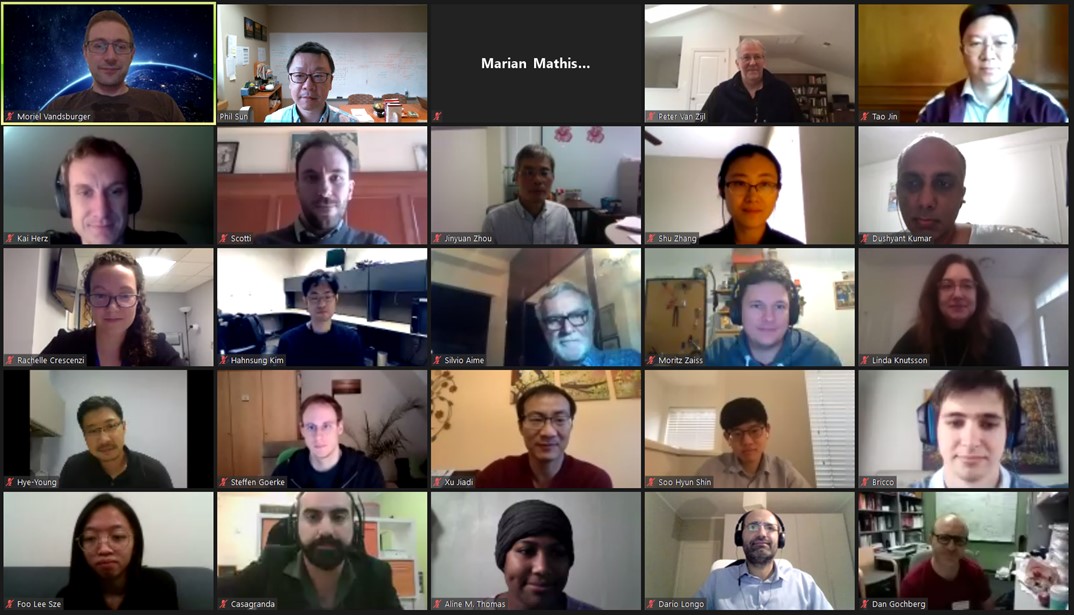 Moriel Vandsburger
Phil Sun
Marian Mathis...
Peter Van Zijl
Tao Jin
Kai Herz
Scotti
Jinyuan Zhou
Shu Zhang
Dushyant Kumar
Rachelle Crescenzi
Hahnsung Kim
Silvio Aime
Moritz Zaiss
Linda Knutsson
Hye-Young
Steffen Goerke
Xu Jiadi
Soo Hyun Shin
Bricco
Foo Lee Sze
Casagranda
Aline M. Thomas
Dario Longo
Dan Gochberg